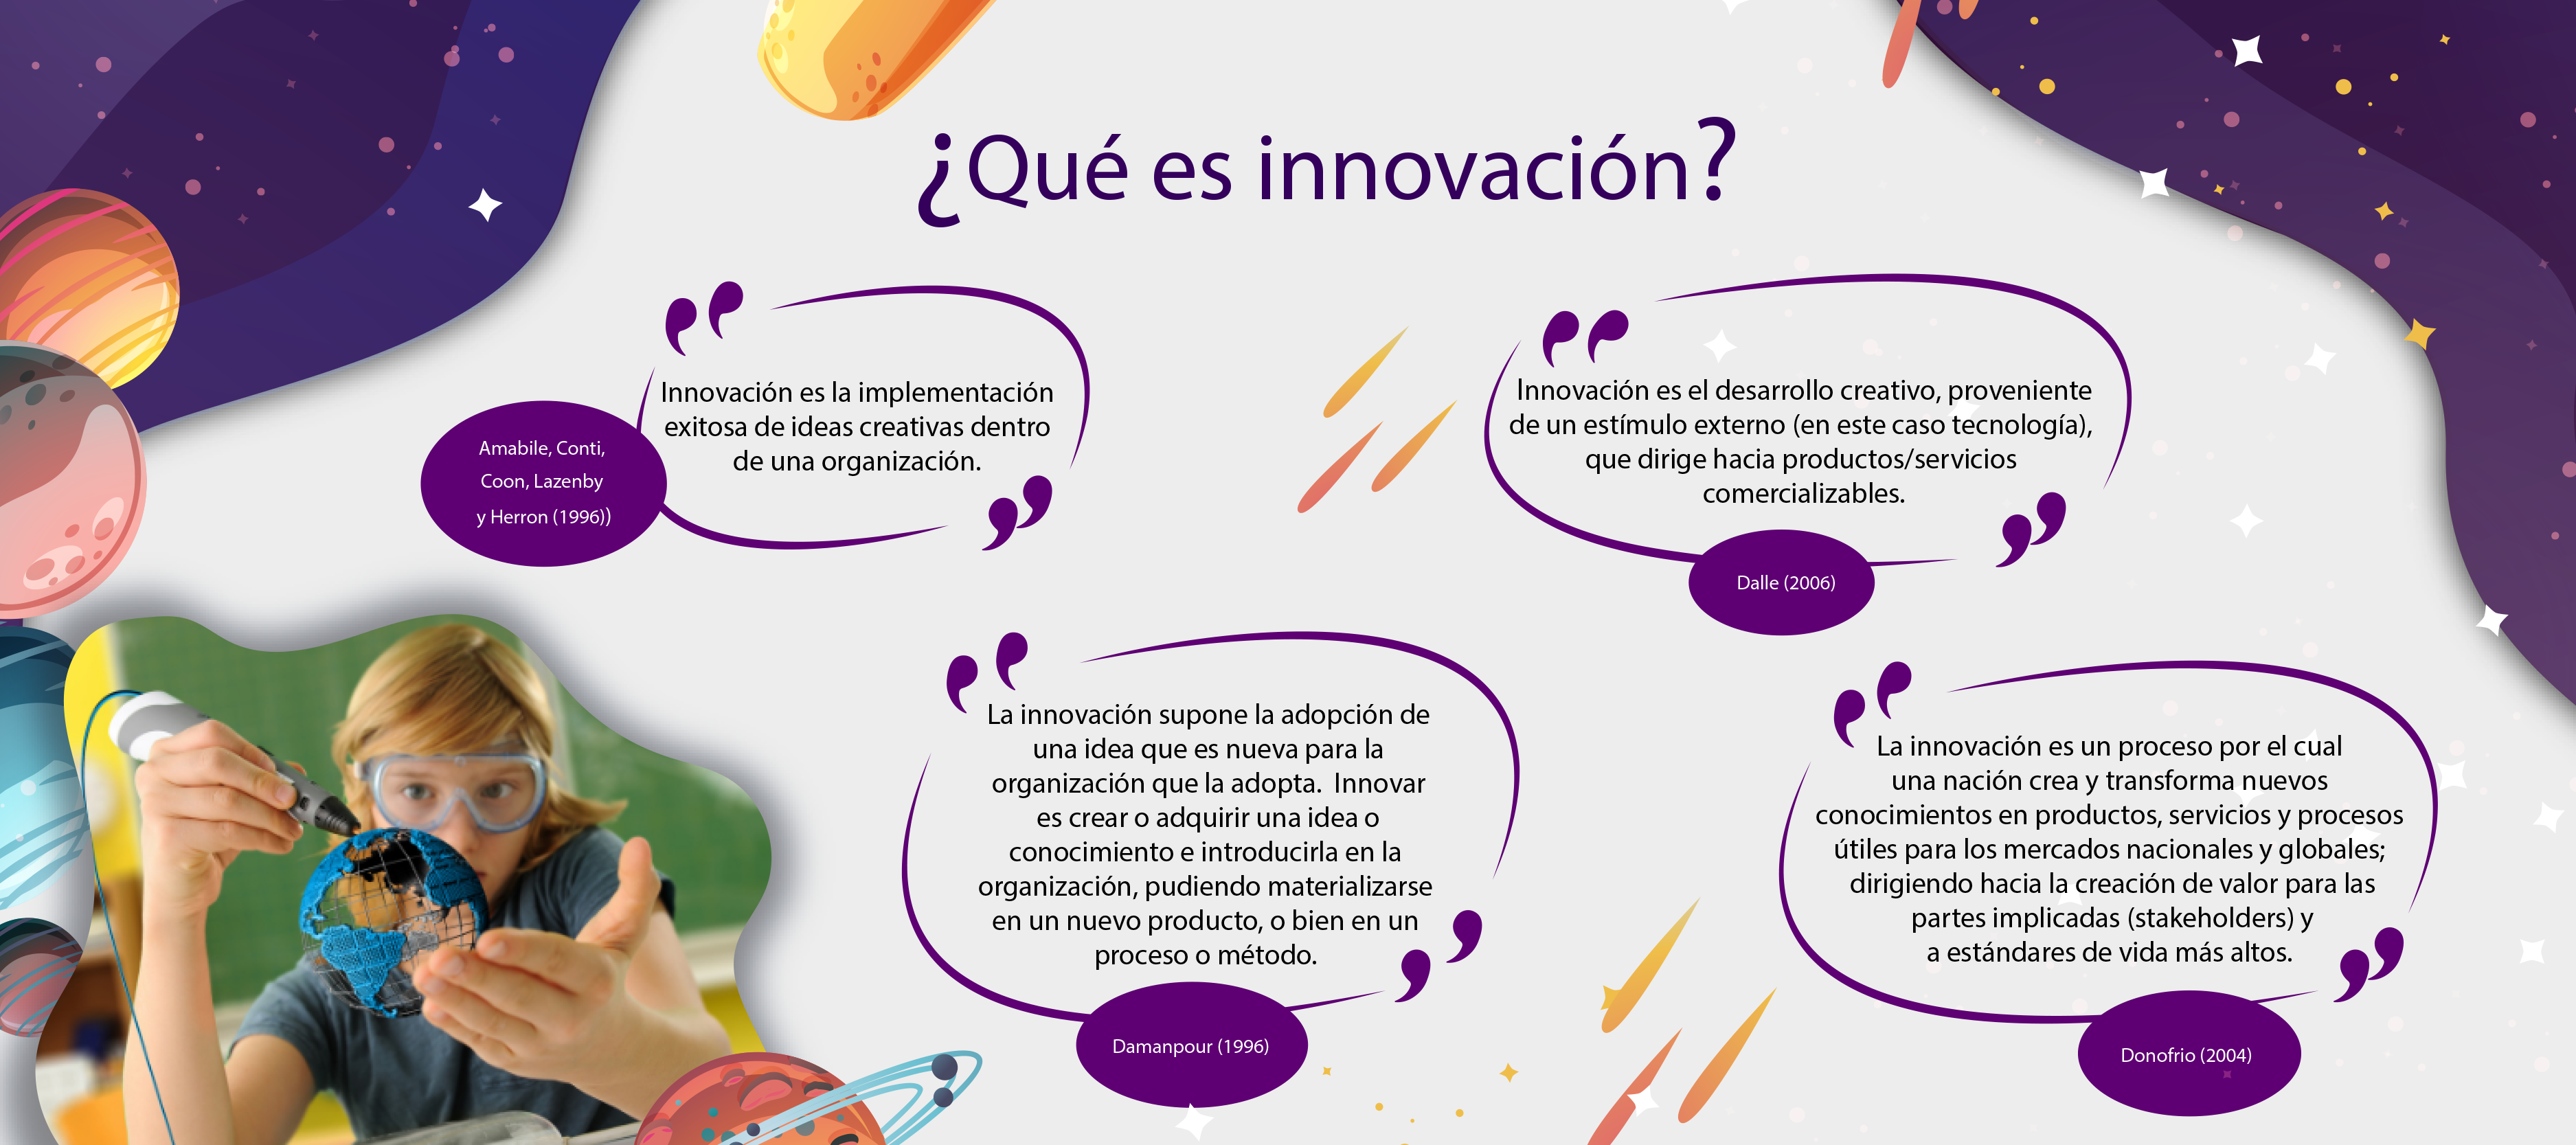 ¿Qué es innovación?
Innovación es la implementación
exitosa de ideas creativas dentro
de una organización.
Amabile, Conti,
Coon, Lazenby
y Herron (1996))
Innovación es el desarrollo creativo, proveniente
de un estímulo externo (en este caso tecnología),
que dirige hacia productos/servicios
comercializables.
Dalle (2006)
La innovación supone la adopción de
una idea que es nueva para la
organización que la adopta.  Innovar
es crear o adquirir una idea o
conocimiento e introducirla en la
organización, pudiendo materializarse
en un nuevo producto, o bien en un
proceso o método.
Damanpour (1996)
La innovación es un proceso por el cual
una nación crea y transforma nuevos
conocimientos en productos, servicios y procesos
útiles para los mercados nacionales y globales;
dirigiendo hacia la creación de valor para las
partes implicadas (stakeholders) y
a estándares de vida más altos.
Donofrio (2004)